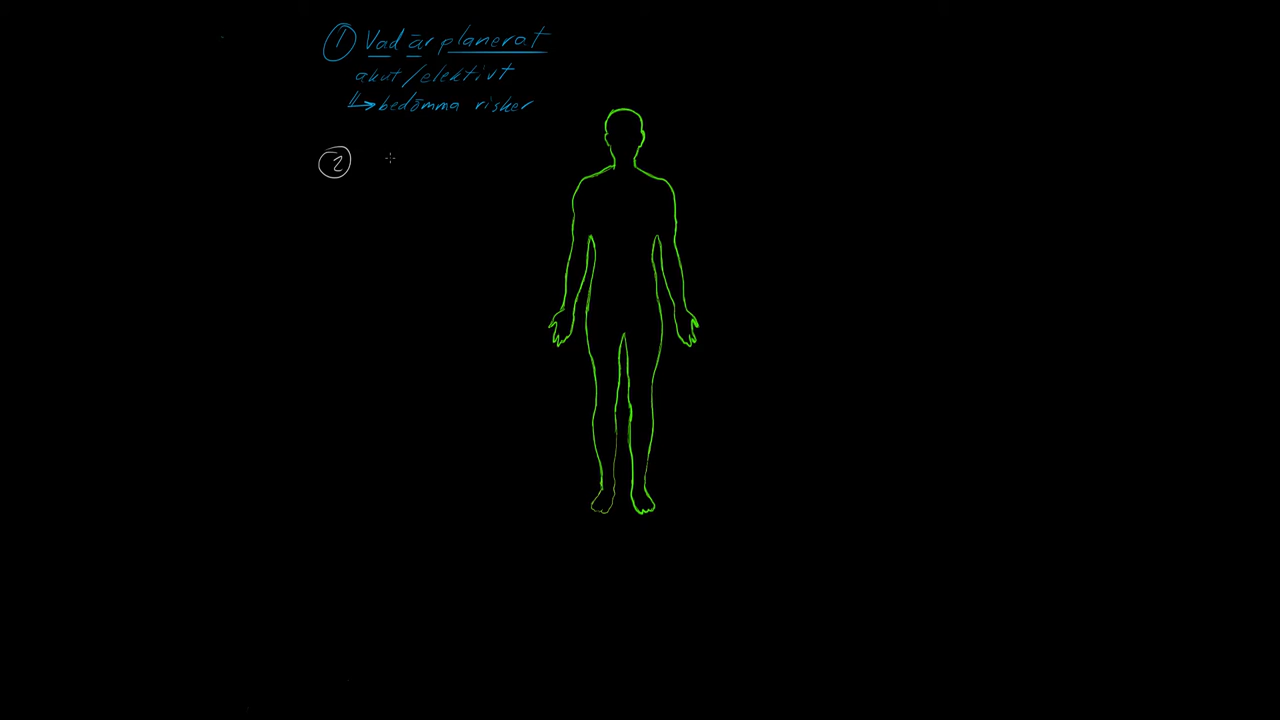 ① Vad är planerat
akut/elektivt
↳ bedömma risker
②